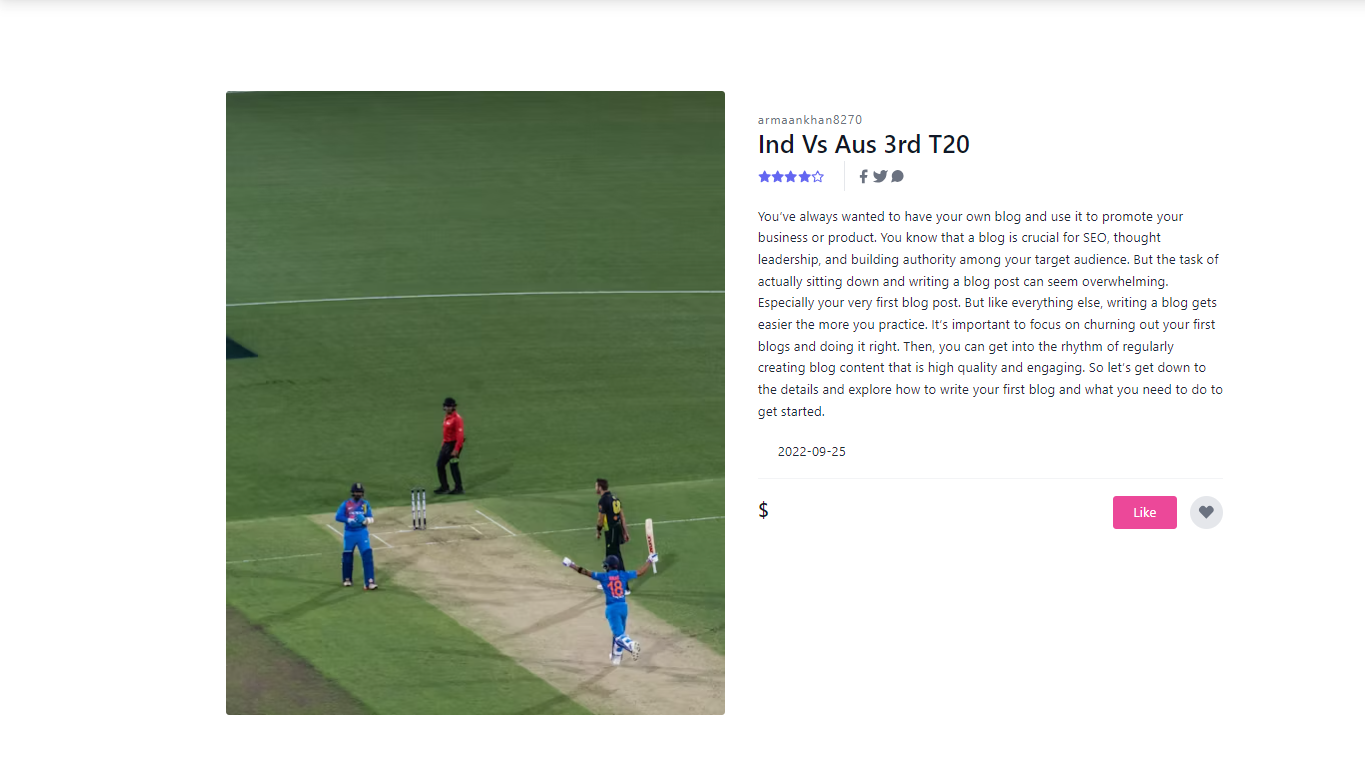 armaankhan8270
Ind Vs Aus 3rd T20
You’ve always wanted to have your own blog and use it to promote your
business or product. You know that a blog is crucial for SEO, thought
leadership, and building authority among your target audience. But the task of
actually sitting down and writing a blog post can seem overwhelming.
Especially your very first blog post. But like everything else, writing a blog gets
easier the more you practice. It’s important to focus on churning out your first
blogs and doing it right. Then, you can get into the rhythm of regularly
creating blog content that is high quality and engaging. So let’s get down to
the details and explore how to write your first blog and what you need to do to
get started.
2022-09-25
$
Like
18